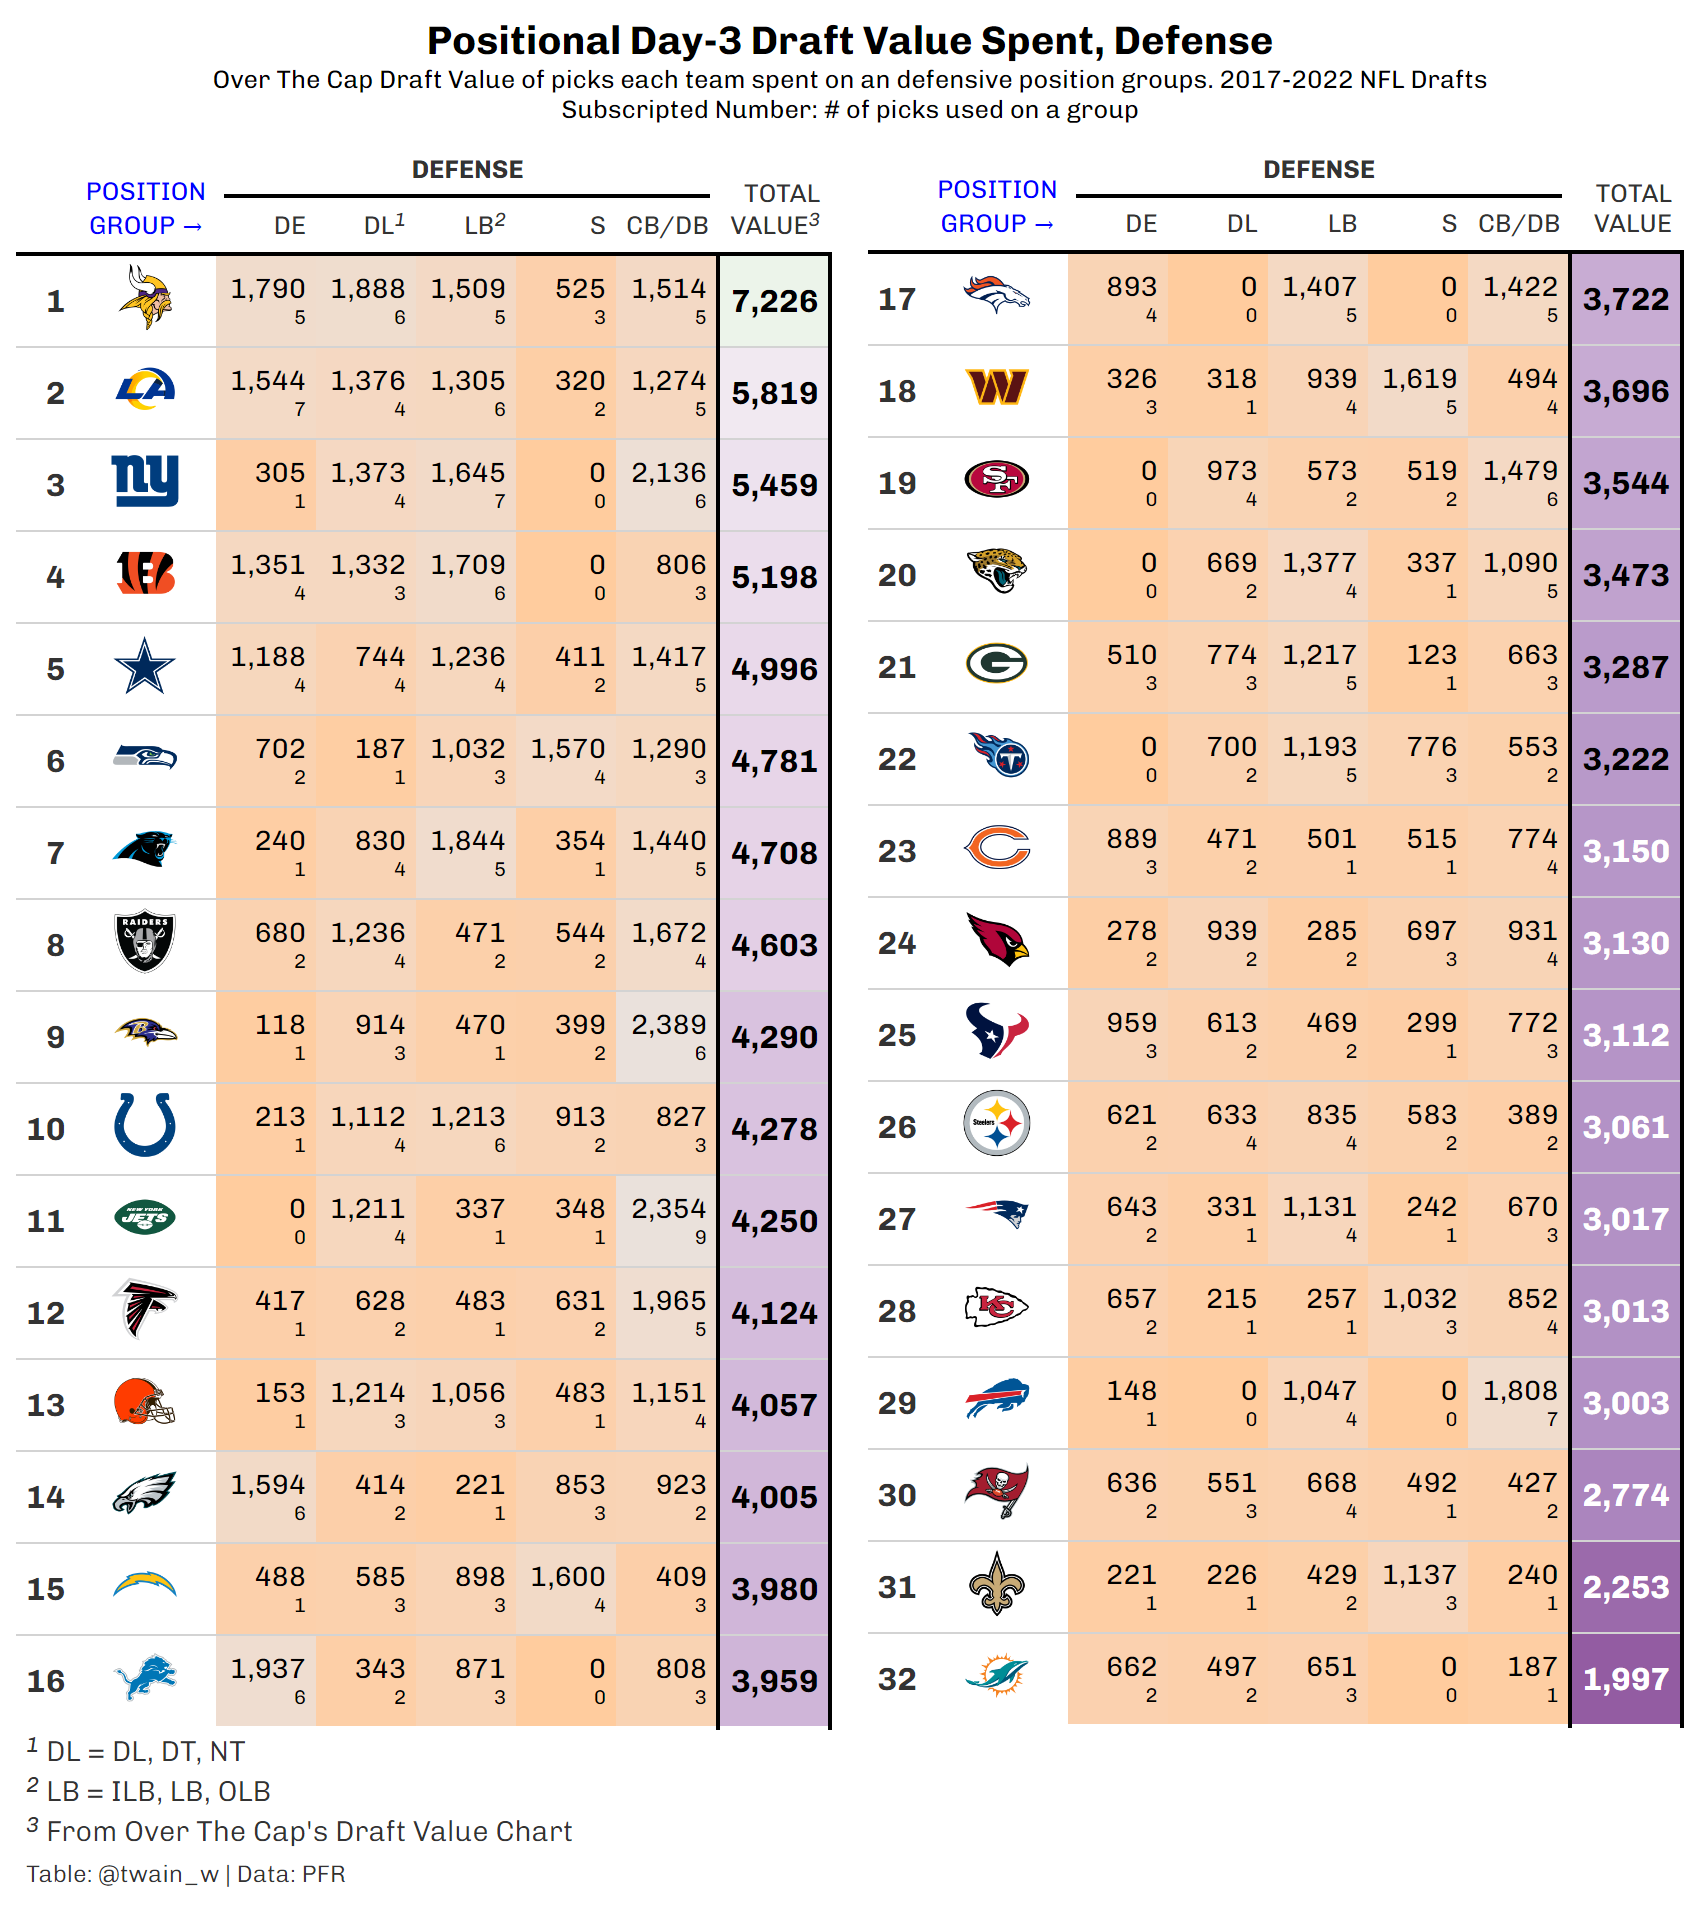 Positional Day-3 Draft Value Spent, Defense
Over The Cap Draft Value of picks each team spent on an defensive position groups. 2017-2022 NFL Drafts
Subscripted Number: # of picks used on a group
DEFENSE
POSITION GROUP → DE DL1 LB2 S CB/DB TOTAL VALUE3
1 1,790 1,888 1,509 525 1,514 7,226
5 6 5 3 5
2 LA 1,544 1,376 1,305 320 1,274 5,819
7 4 6 2 5
3 ny 305 1,373 1,645 0 2,136 5,459
1 4 7 0 6
4 B 1,351 1,332 1,709 0 806 5,198
4 3 6 0 3
5 1,188 744 1,236 411 1,417 4,996
4 4 4 2 5
6 702 187 1,032 1,570 1,290 4,781
2 1 3 4 3
7 240 830 1,844 354 1,440 4,708
1 4 5 1 5
8 RAIDERS 680 1,236 471 544 1,672 4,603
2 4 2 2 4
9 B 118 914 470 399 2,389 4,290
1 3 1 2 6
10 213 1,112 1,213 913 827 4,278
1 4 6 2 3
11 NEW YORK JETS 0 1,211 337 348 2,354 4,250
0 4 1 1 9
12 417 628 483 631 1,965 4,124
1 2 1 2 5
13 153 1,214 1,056 483 1,151 4,057
1 3 3 1 4
14 1,594 414 221 853 923 4,005
6 2 1 3 2
15 488 585 898 1,600 409 3,980
1 3 3 4 3
16 1,937 343 871 0 808 3,959
6 2 3 0 3
DEFENSE
POSITION GROUP → DE DL LB S CB/DB TOTAL VALUE
17 893 0 1,407 0 1,422 3,722
4 0 5 0 5
18 W 326 318 939 1,619 494 3,696
3 1 4 5 4
19 SF 0 973 573 519 1,479 3,544
0 4 2 2 6
20 0 669 1,377 337 1,090 3,473
0 2 4 1 5
21 G 510 774 1,217 123 663 3,287
3 3 5 1 3
22 T 0 700 1,193 776 553 3,222
0 2 5 3 2
23 C 889 471 501 515 774 3,150
3 2 1 1 4
24 278 939 285 697 931 3,130
2 2 2 3 4
25 959 613 469 299 772 3,112
3 2 2 1 3
26 Steelers 621 633 835 583 389 3,061
2 4 4 2 2
27 643 331 1,131 242 670 3,017
2 1 4 1 3
28 KC 657 215 257 1,032 852 3,013
2 1 1 3 4
29 148 0 1,047 0 1,808 3,003
1 0 4 0 7
30 636 551 668 492 427 2,774
2 3 4 1 2
31 221 226 429 1,137 240 2,253
1 1 2 3 1
32 662 497 651 0 187 1,997
2 2 3 0 1
1 DL = DL, DT, NT
2 LB = ILB, LB, OLB
3 From Over The Cap's Draft Value Chart
Table: @twain_w | Data: PFR